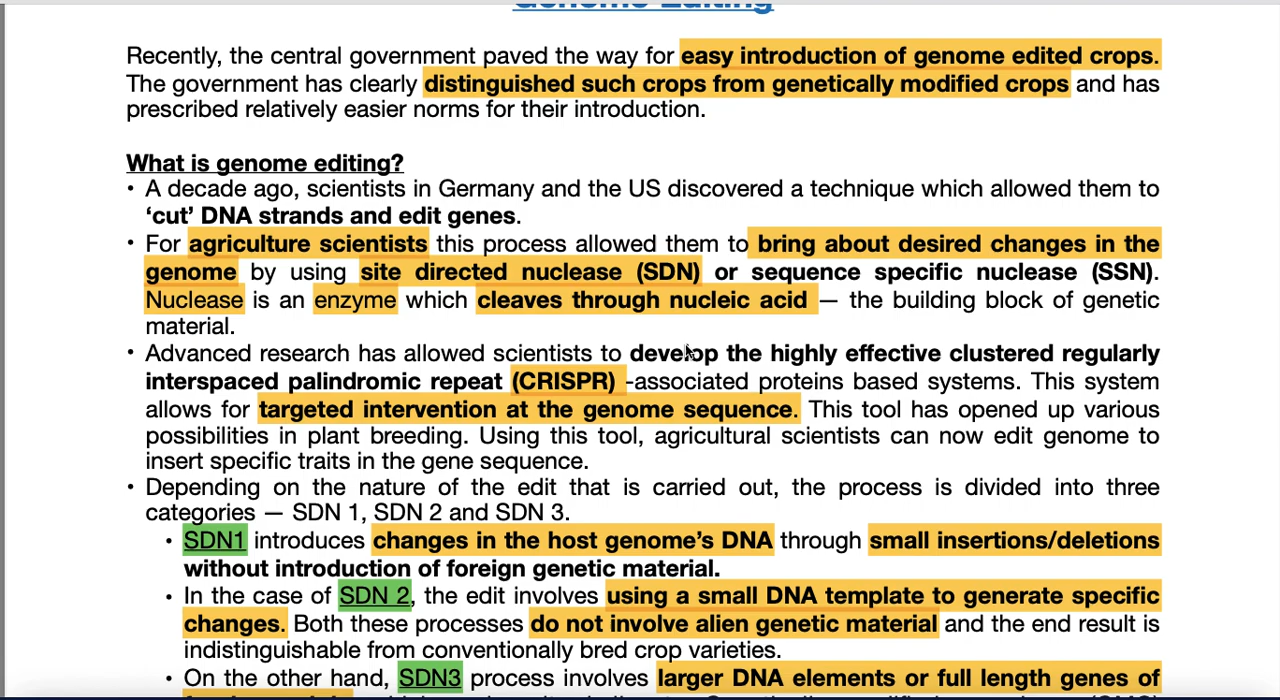 Genome Editing
Recently, the central government paved the way for easy introduction of genome edited crops.
The government has clearly distinguished such crops from genetically modified crops and has
prescribed relatively easier norms for their introduction.
What is genome editing?
• A decade ago, scientists in Germany and the US discovered a technique which allowed them to
‘cut’ DNA strands and edit genes.
• For agriculture scientists this process allowed them to bring about desired changes in the
genome by using site directed nuclease (SDN) or sequence specific nuclease (SSN).
Nuclease is an enzyme which cleaves through nucleic acid — the building block of genetic
material.
• Advanced research has allowed scientists to develop the highly effective clustered regularly
interspaced palindromic repeat (CRISPR) -associated proteins based systems. This system
allows for targeted intervention at the genome sequence. This tool has opened up various
possibilities in plant breeding. Using this tool, agricultural scientists can now edit genome to
insert specific traits in the gene sequence.
• Depending on the nature of the edit that is carried out, the process is divided into three
categories — SDN 1, SDN 2 and SDN 3.
• SDN1 introduces changes in the host genome’s DNA through small insertions/deletions
without introduction of foreign genetic material.
• In the case of SDN 2, the edit involves using a small DNA template to generate specific
changes. Both these processes do not involve alien genetic material and the end result is
indistinguishable from conventionally bred crop varieties.
• On the other hand, SDN3 process involves larger DNA elements or full length genes of